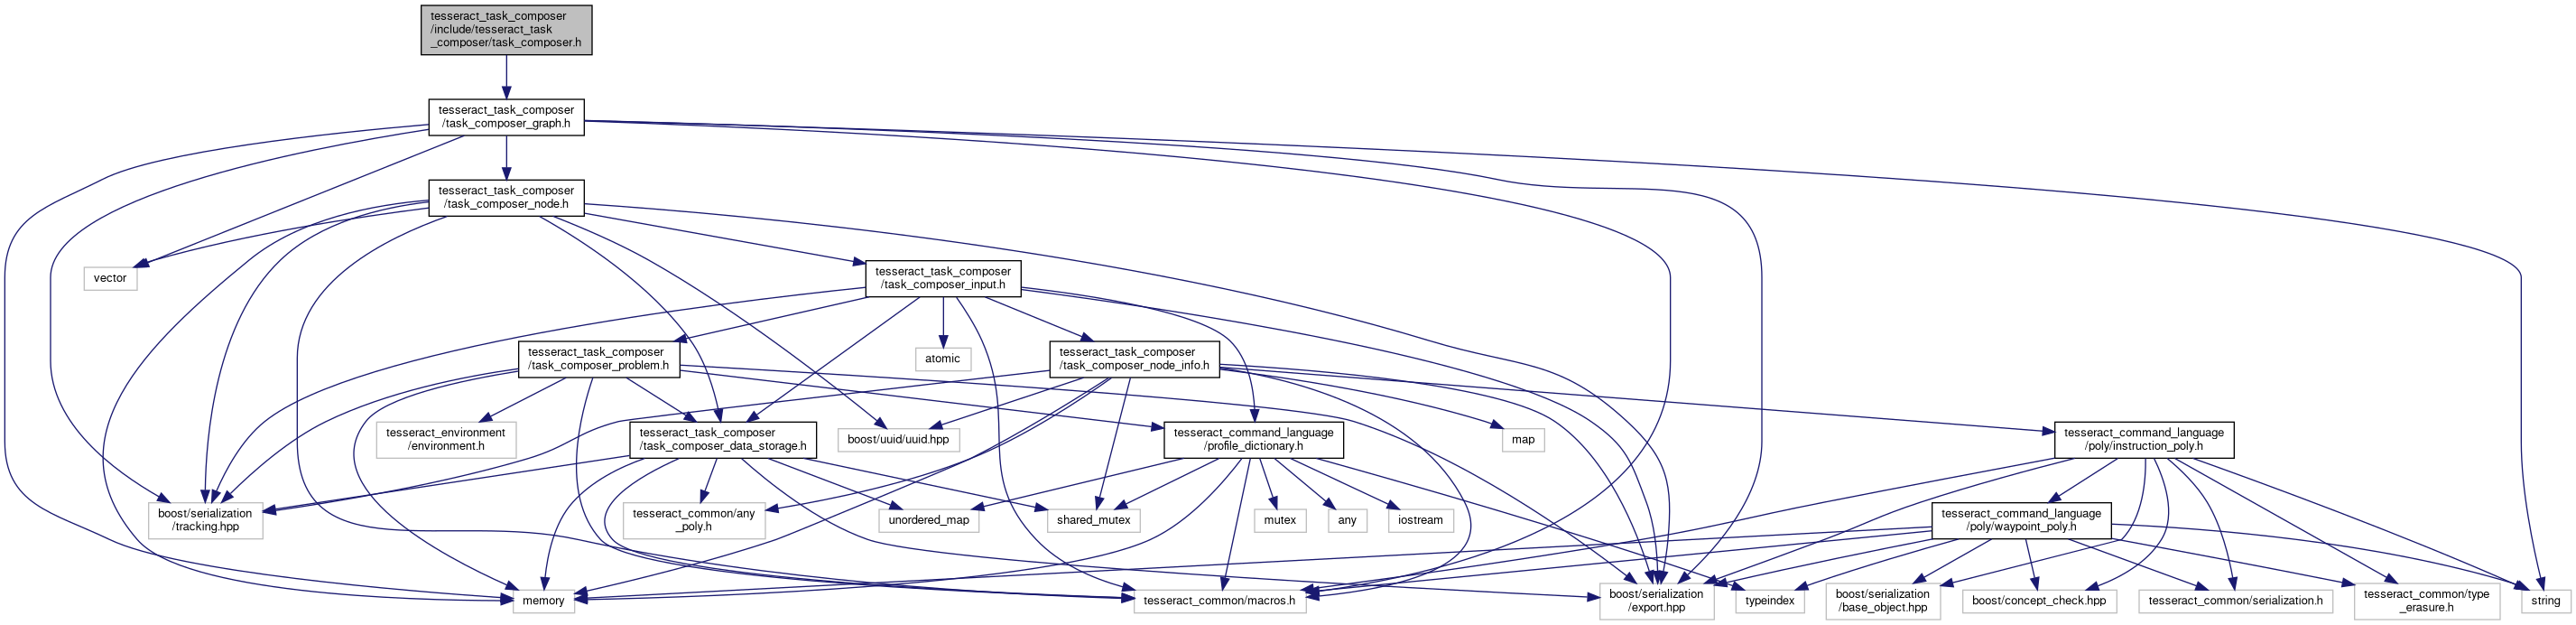 tesseract_task_composer
/include/tesseract_task
_composer/task_composer.h
tesseract_task_composer
/task_composer_graph.h
tesseract_task_composer
/task_composer_node.h
vector
tesseract_task_composer
/task_composer_input.h
tesseract_task_composer
/task_composer_problem.h
atomic
tesseract_task_composer
/task_composer_node_info.h
tesseract_environment
/environment.h
tesseract_task_composer
/task_composer_data_storage.h
boost/uuid/uuid.hpp
tesseract_command_language
/profile_dictionary.h
map
tesseract_command_language
/poly/instruction_poly.h
boost/serialization
/tracking.hpp
tesseract_common/any
_poly.h
unordered_map
shared_mutex
mutex
any
iostream
tesseract_command_language
/poly/waypoint_poly.h
memory
tesseract_common/macros.h
boost/serialization
/export.hpp
typeindex
boost/serialization
/base_object.hpp
boost/concept_check.hpp
tesseract_common/serialization.h
tesseract_common/type
_erasure.h
string